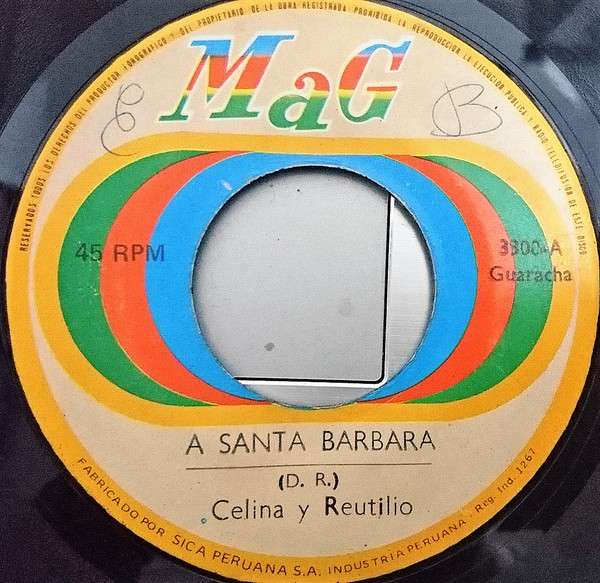 RESERVADOS TODOS LOS DERECHOS DEL PRODUCTOR FONOGRAFICO Y DEL PROPIETARIO DE LA OBRA REGISTRADA PROHIBIDA LA REPRODUCCION, LA EJECUCION PUBLICA Y RADIO TELEDIFUSION DE ESTE DISCO
MaG
C B
45 RPM
3300-A
Guaracha
A SANTA BARBARA
(D. R.)
Celina y Reutilio
FABRICADO POR SICA PERUANA S.A. INDUSTRIA PERUANA. Rrg. Ind. 1267